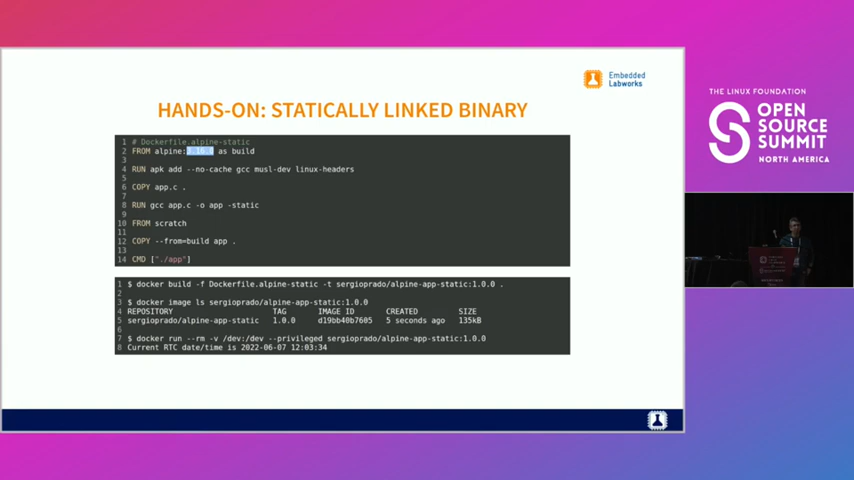 Embedded
Labworks
HANDS-ON: STATICALLY LINKED BINARY
1 # Dockerfile.alpine-static
2 FROM alpine:3.16.0 as build
3
4 RUN apk add --no-cache gcc musl-dev linux-headers
5
6 COPY app.c .
7
8 RUN gcc app.c -o app -static
9
10 FROM scratch
11
12 COPY --from=build app .
13
14 CMD ["./app"]
1 $ docker build -f Dockerfile.alpine-static -t sergioprado/alpine-app-static:1.0.0 .
2
3 $ docker image ls sergioprado/alpine-app-static:1.0.0
4 REPOSITORY TAG IMAGE ID CREATED SIZE
5 sergioprado/alpine-app-static 1.0.0 d19bb40b7605 5 seconds ago 135kB
6
7 $ docker run --rm -v /dev:/dev --privileged sergioprado/alpine-app-static:1.0.0
8 Current RTC date/time is 2022-06-07 12:03:34
THE LINUX FOUNDATION
OPEN
SOURCE
SUMMIT
NORTH AMERICA